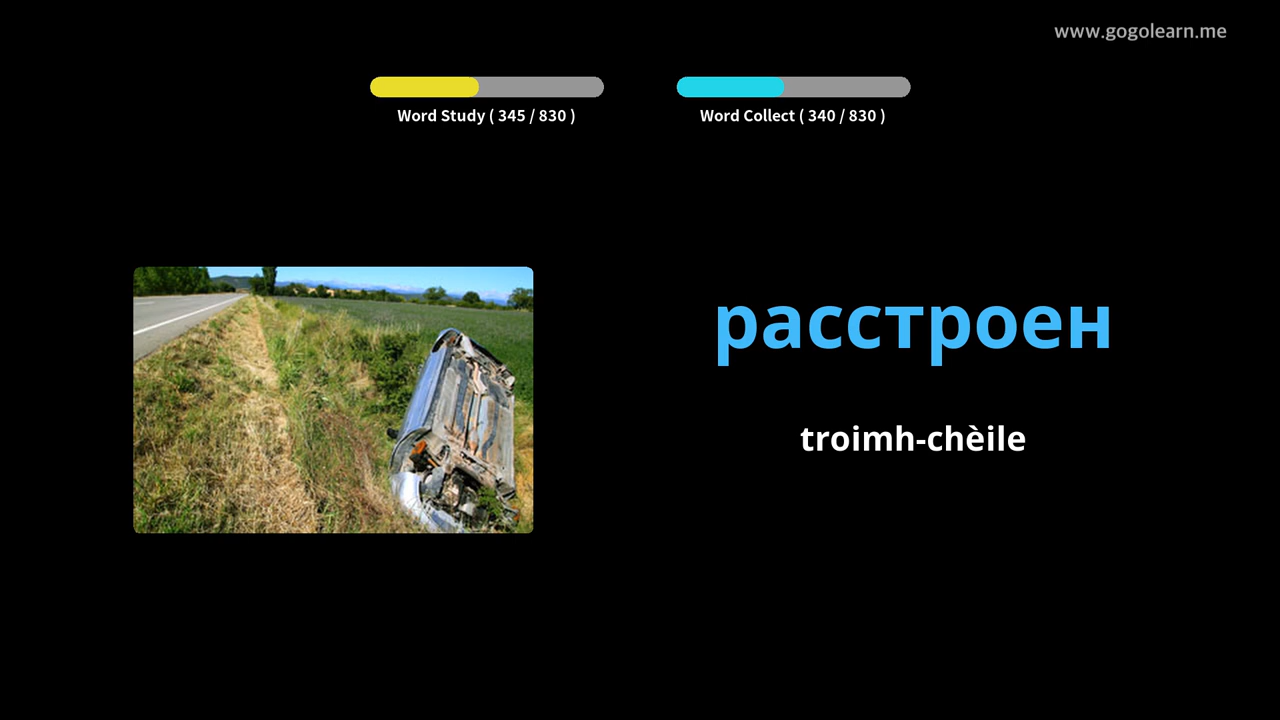 www.gogolearn.me
Word Study ( 345 / 830 )
Word Collect ( 340 / 830 )
расстроен
troimh-chèile